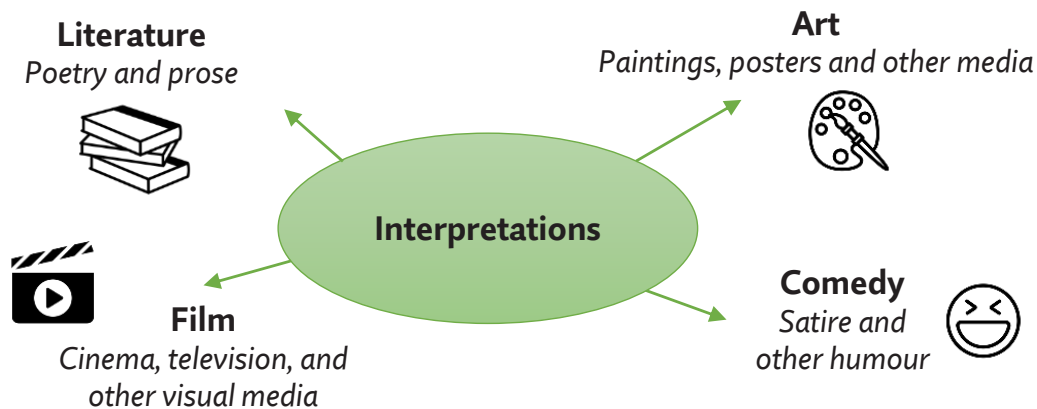 Literature
Poetry and prose
Art
Paintings, posters and other media
Interpretations
Film
Cinema, television, and
other visual media
Comedy
Satire and
other humour